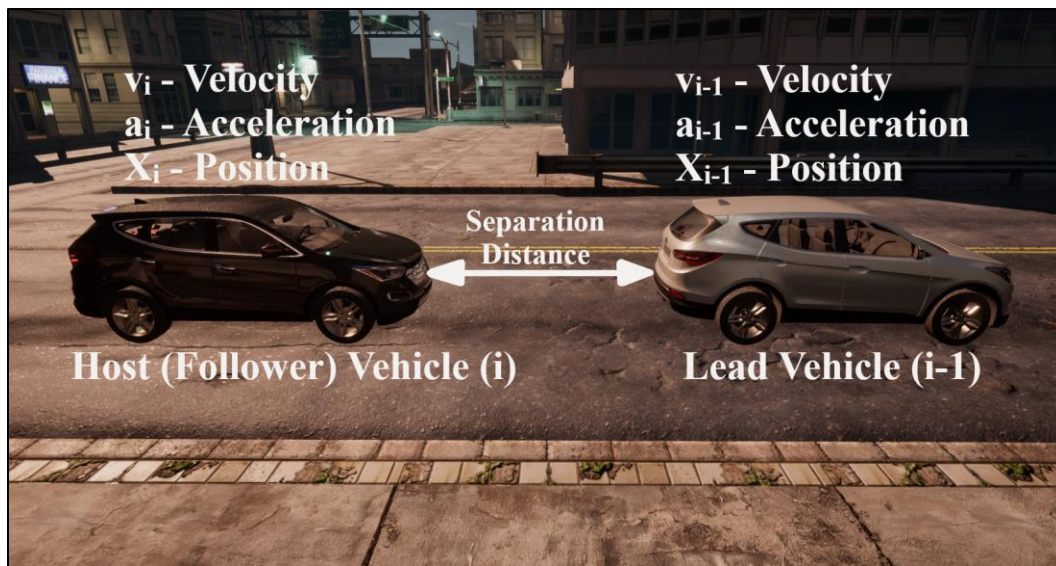 FINANCE
vᵢ - Velocity
aᵢ - Acceleration
Xᵢ - Position
vᵢ₋₁ - Velocity
aᵢ₋₁ - Acceleration
Xᵢ₋₁ - Position
Separation
Distance
Host (Follower) Vehicle (i)
Lead Vehicle (i-1)